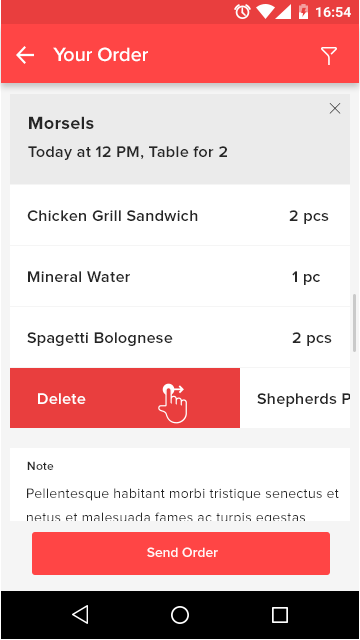 16:54
Your Order
Morsels
Today at 12 PM, Table for 2
Chicken Grill Sandwich 2 pcs
Mineral Water 1 pc
Spagetti Bolognese 2 pcs
Delete Shepherds P
Note
Pellentesque habitant morbi tristique senectus et
netus et malesuada fames ac turpis egestas
Send Order